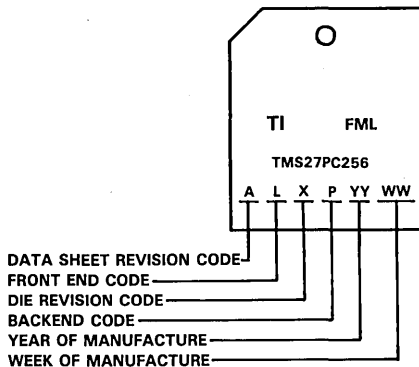 TI FML
TMS27PC256
A L X P YY WW
DATA SHEET REVISION CODE
FRONT END CODE
DIE REVISION CODE
BACKEND CODE
YEAR OF MANUFACTURE
WEEK OF MANUFACTURE